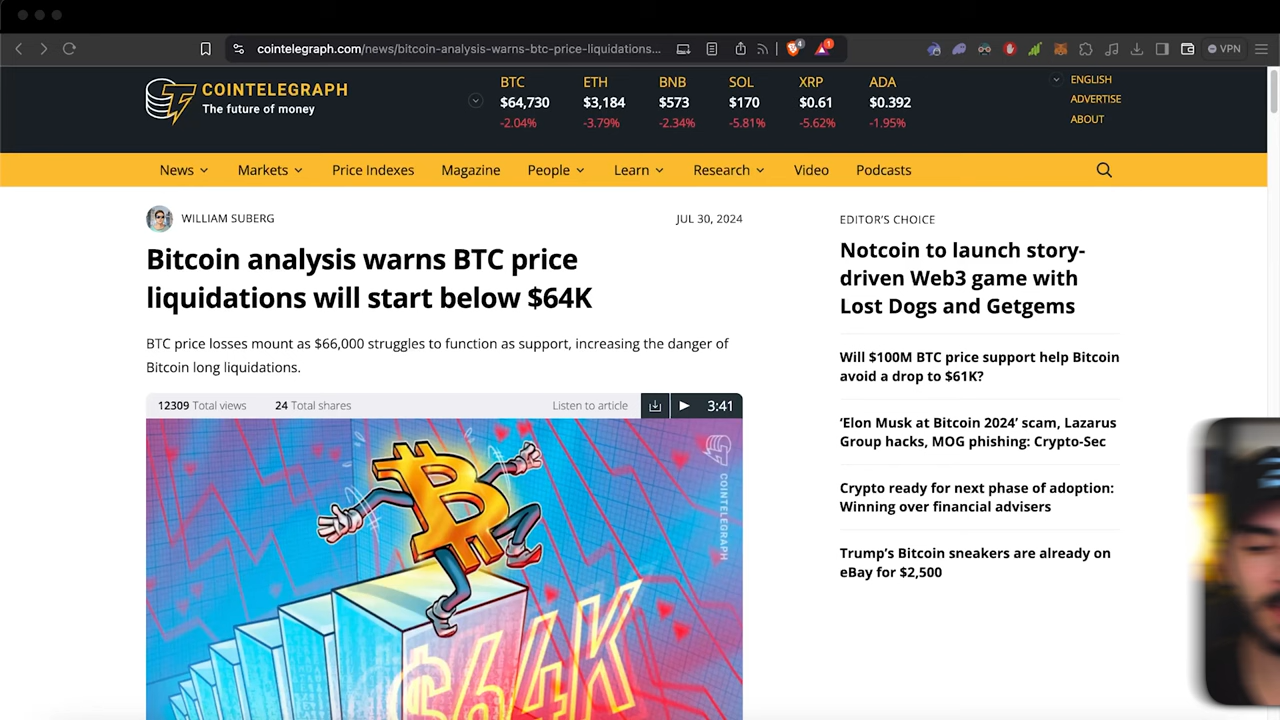 cointelegraph.com/news/bitcoin-analysis-warns-btc-price-liquidations...
4
1
VPN
COINTELEGRAPH
The future of money
BTC
$64,730
-2.04%
ETH
$3,184
-3.79%
BNB
$573
-2.34%
SOL
$170
-5.81%
XRP
$0.61
-5.62%
ADA
$0.392
-1.95%
ENGLISH
ADVERTISE
ABOUT
News
Markets
Price Indexes
Magazine
People
Learn
Research
Video
Podcasts
WILLIAM SUBERG
JUL 30, 2024
Bitcoin analysis warns BTC price
liquidations will start below $64K
BTC price losses mount as $66,000 struggles to function as support, increasing the danger of
Bitcoin long liquidations.
12309 Total views
24 Total shares
Listen to article
3:41
COINTELEGRAPH
$64K
EDITOR'S CHOICE
Notcoin to launch story-
driven Web3 game with
Lost Dogs and Getgems
Will $100M BTC price support help Bitcoin
avoid a drop to $61K?
‘Elon Musk at Bitcoin 2024’ scam, Lazarus
Group hacks, MOG phishing: Crypto-Sec
Crypto ready for next phase of adoption:
Winning over financial advisers
Trump’s Bitcoin sneakers are already on
eBay for $2,500